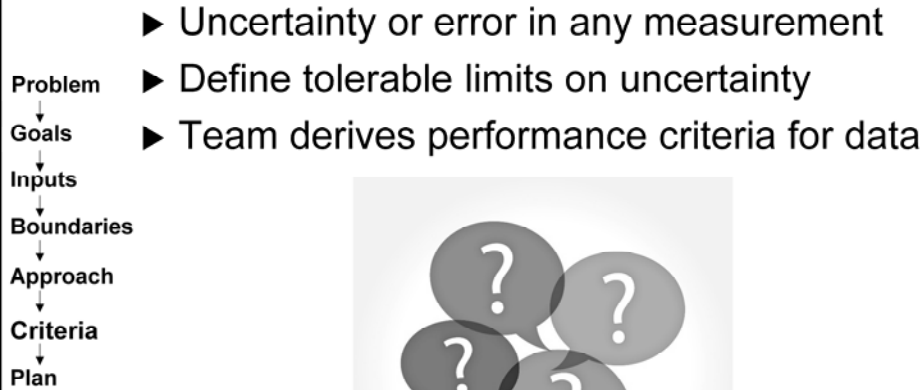 ▶ Uncertainty or error in any measurement
▶ Define tolerable limits on uncertainty
▶ Team derives performance criteria for data
Problem
Goals
Inputs
Boundaries
Approach
Criteria
Plan
?
?
?
?